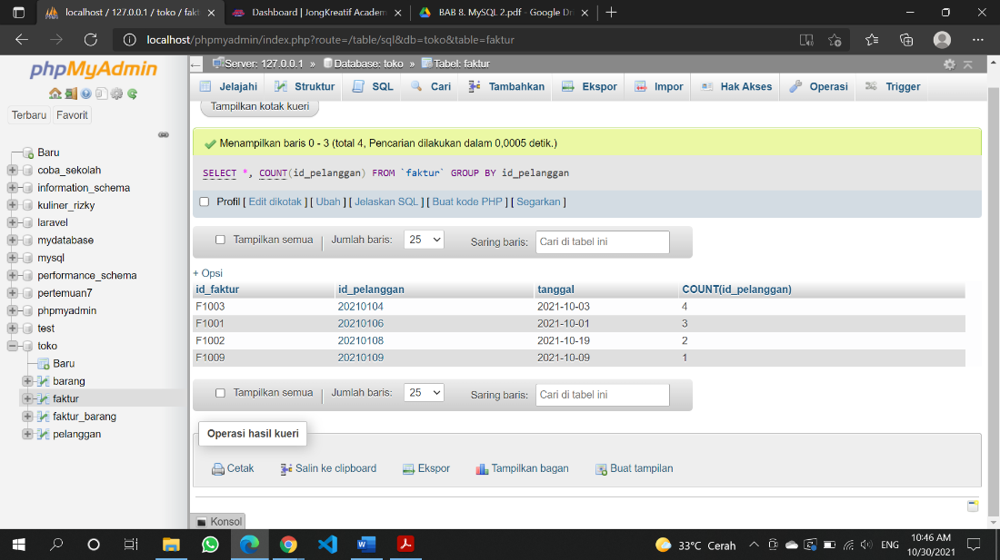 localhost / 127.0.0.1 / toko / fakt
Dashboard | JongKreatif Academ
BAB 8. MySQL 2.pdf - Google Dri
localhost/phpmyadmin/index.php?route=/table/sql&db=toko&table=faktur
phpMyAdmin
Terbaru Favorit
Baru
coba_sekolah
information_schema
kuliner_rizky
laravel
mydatabase
mysql
performance_schema
pertemuan7
phpmyadmin
test
toko
Baru
barang
faktur
faktur_barang
pelanggan
Server: 127.0.0.1 » Database: toko » Tabel: faktur
Jelajahi Struktur SQL Cari Tambahkan Ekspor Impor Hak Akses Operasi Trigger
Tampilkan kotak kueri
Menampilkan baris 0 - 3 (total 4, Pencarian dilakukan dalam 0,0005 detik.)
SELECT *, COUNT(id_pelanggan) FROM `faktur` GROUP BY id_pelanggan
Profil [ Edit dikotak ] [ Ubah ] [ Jelaskan SQL ] [ Buat kode PHP ] [ Segarkan ]
Tampilkan semua | Jumlah baris: 25 Saring baris: Cari di tabel ini
+ Opsi
id_faktur id_pelanggan tanggal COUNT(id_pelanggan)
F1003 20210104 2021-10-03 4
F1001 20210106 2021-10-01 3
F1002 20210108 2021-10-19 2
F1009 20210109 2021-10-09 1
Tampilkan semua | Jumlah baris: 25 Saring baris: Cari di tabel ini
Operasi hasil kueri
Cetak Salin ke clipboard Ekspor Tampilkan bagan Buat tampilan
Konsol
33°C Cerah ENG 10:46 AM
10/30/2021